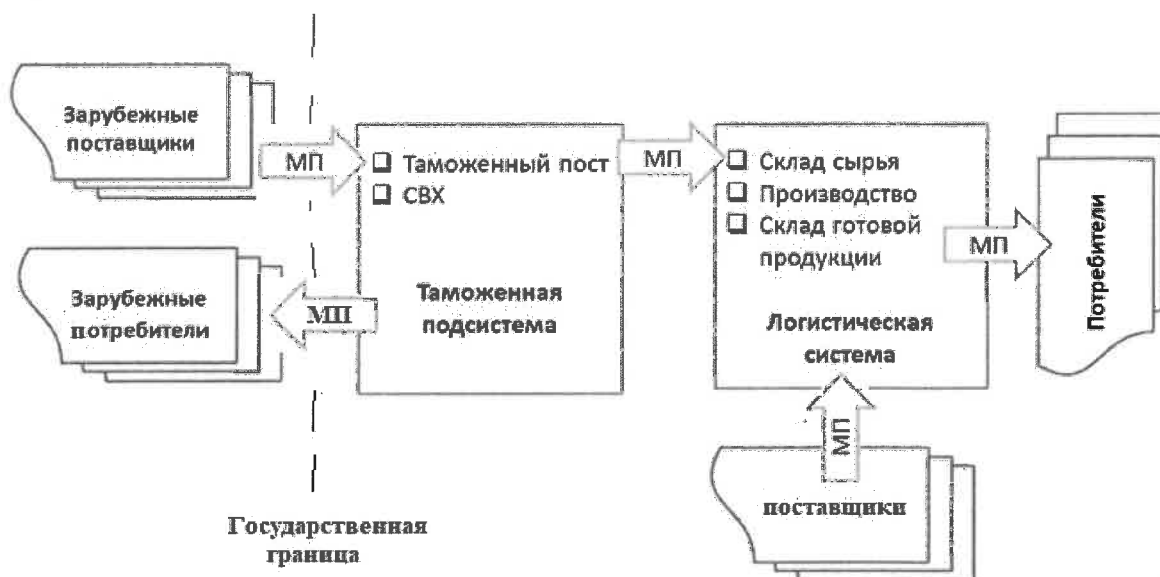 Зарубежные
поставщики
МП
Таможенный пост
СВХ
Таможенная
подсистема
МП
Склад сырья
Производство
Склад готовой
продукции
Логистическая
система
МП
Потребители
Зарубежные
потребители
МП
МП
поставщики
Государственная
граница